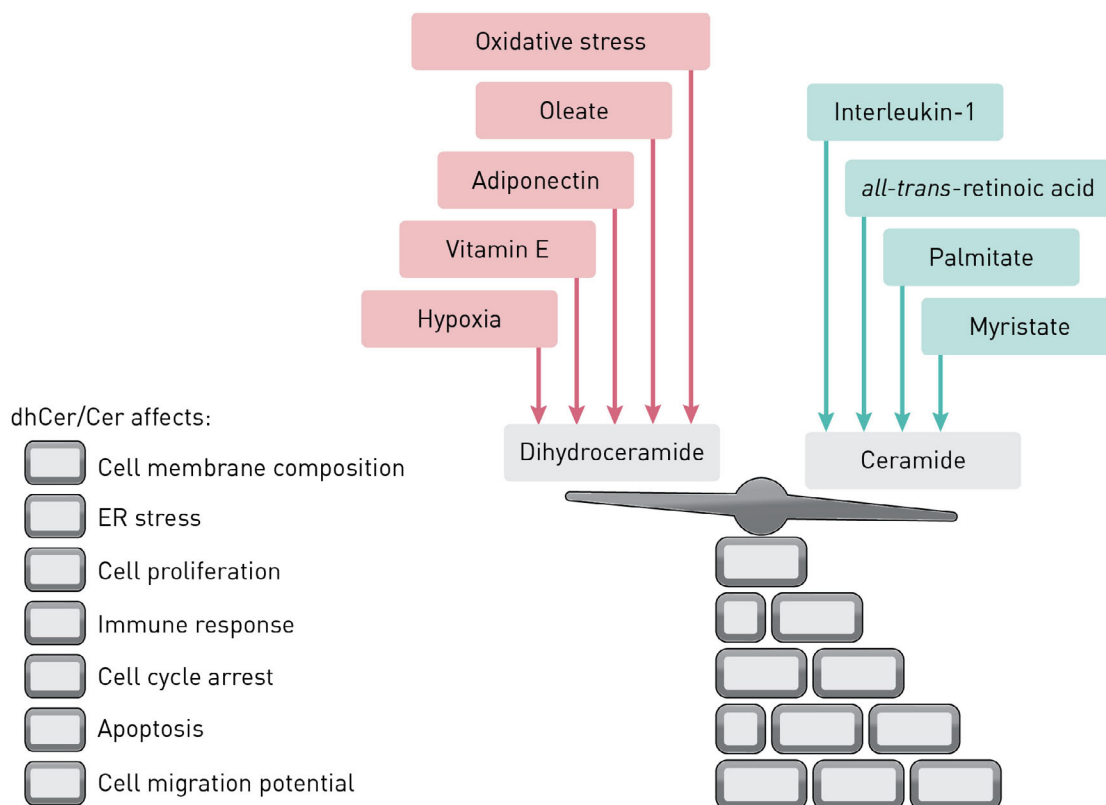 Oxidative stress
Oleate
Adiponectin
Vitamin E
Hypoxia
Interleukin-1
all-trans-retinoic acid
Palmitate
Myristate
Dihydroceramide
Ceramide
dhCer/Cer affects:
Cell membrane composition
ER stress
Cell proliferation
Immune response
Cell cycle arrest
Apoptosis
Cell migration potential